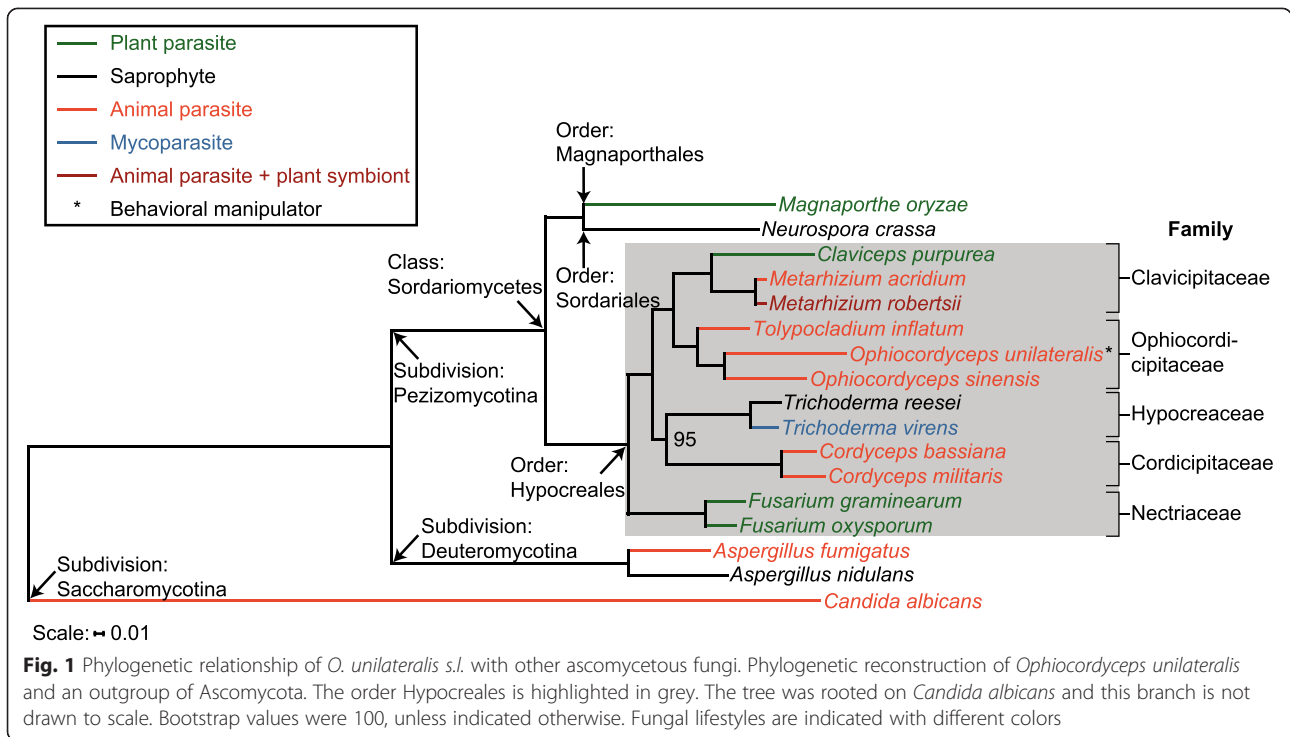 Plant parasite
Saprophyte
Animal parasite
Mycoparasite
Animal parasite + plant symbiont
* Behavioral manipulator
Order:
Magnaporthales
Magnaporthe oryzae
Neurospora crassa
Family
Class:
Sordariomycetes
Order:
Sordariales
Claviceps purpurea
Metarhizium acridium
Metarhizium robertsii
Clavicipitaceae
Tolypocladium inflatum
Ophiocordyceps unilateralis*
Ophiocordyceps sinensis
Ophiocordi-
cipitaceae
Subdivision:
Pezizomycotina
Trichoderma reesei
Trichoderma virens
Hypocreaceae
95
Cordyceps bassiana
Cordyceps militaris
Cordicipitaceae
Order:
Hypocreales
Fusarium graminearum
Fusarium oxysporum
Nectriaceae
Subdivision:
Deuteromycotina
Aspergillus fumigatus
Aspergillus nidulans
Subdivision:
Saccharomycotina
Candida albicans
Scale: 0.01
Fig. 1 Phylogenetic relationship of O. unilateralis s.l. with other ascomycetous fungi. Phylogenetic reconstruction of Ophiocordyceps unilateralis
and an outgroup of Ascomycota. The order Hypocreales is highlighted in grey. The tree was rooted on Candida albicans and this branch is not
drawn to scale. Bootstrap values were 100, unless indicated otherwise. Fungal lifestyles are indicated with different colors